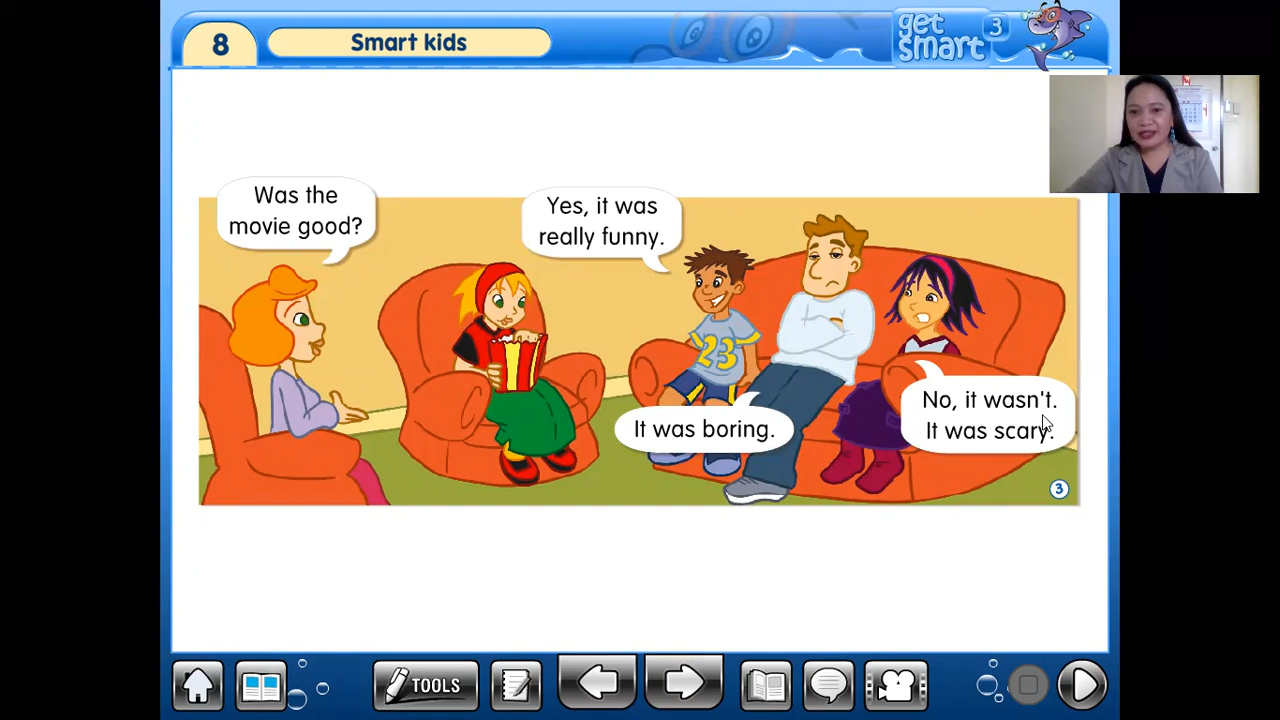 8
Smart kids
get
smart 3
Was the
movie good?
Yes, it was
really funny.
It was boring.
No, it wasn't.
It was scary.
23
3
TOOLS